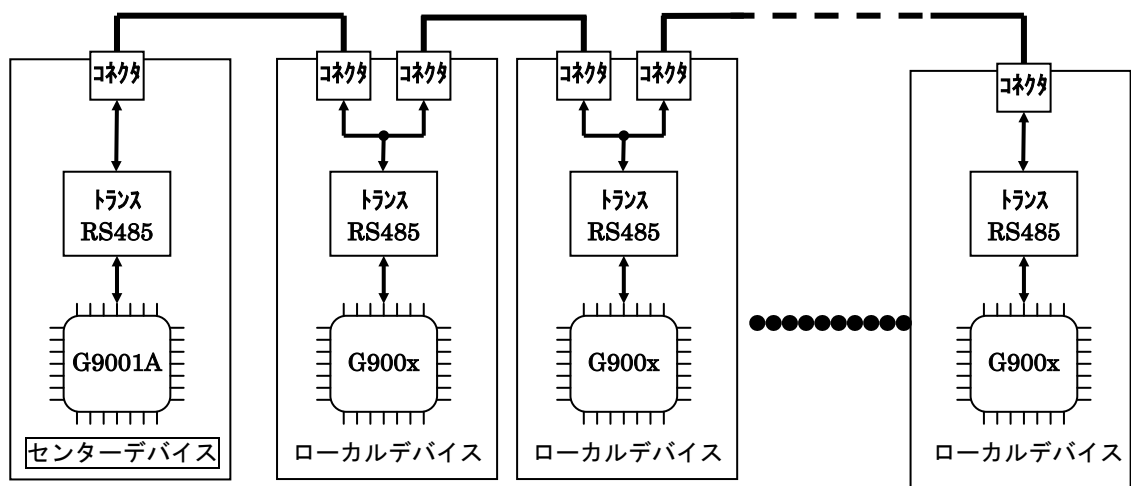 コネクタ
コネクタ
コネクタ
コネクタ
コネクタ
コネクタ
トランス
RS485
トランス
RS485
トランス
RS485
トランス
RS485
G9001A
G900x
G900x
G900x
センターデバイス
ローカルデバイス
ローカルデバイス
ローカルデバイス